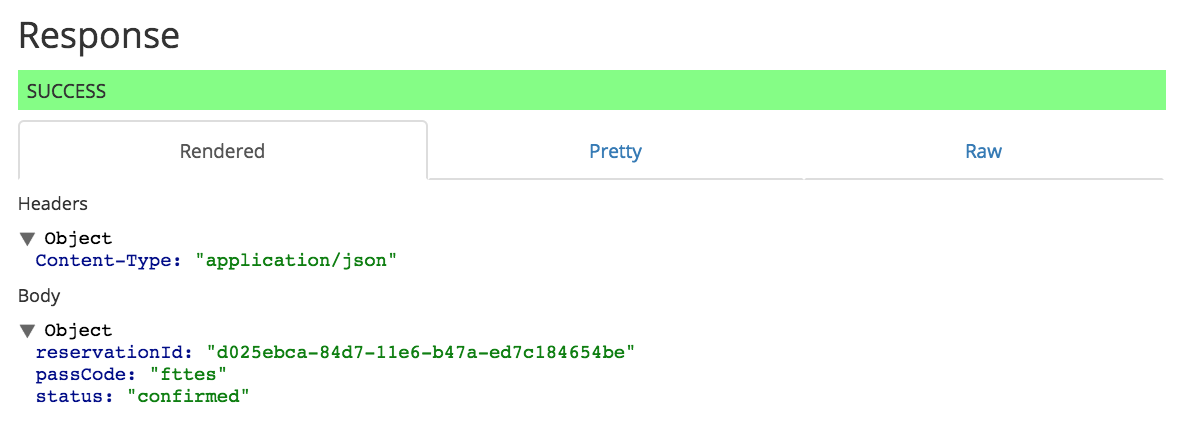 Response
SUCCESS
Rendered Pretty Raw
Headers
▼ Object
Content-Type: "application/json"
Body
▼ Object
reservationId: "d025ebca-84d7-11e6-b47a-ed7c184654be"
passCode: "fttes"
status: "confirmed"